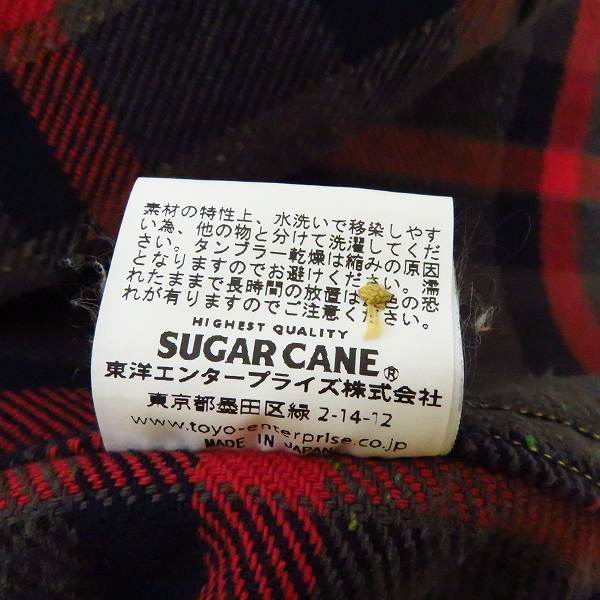 素材の特性上、水洗いで移染しやす
い為、他の物と分けて洗濯してくだ
さい。タンブラー乾燥は縮みの原因
となりますのでお避けください。濡
れたままで長時間の放置は 色の恐
れが有りますのでご注意ください。
HIGHEST QUALITY
SUGAR CANE®
東洋エンタープライズ株式会社
東京都墨田区緑 2-14-12
www.toyo-enterprise.co.jp
MADE IN JAPAN